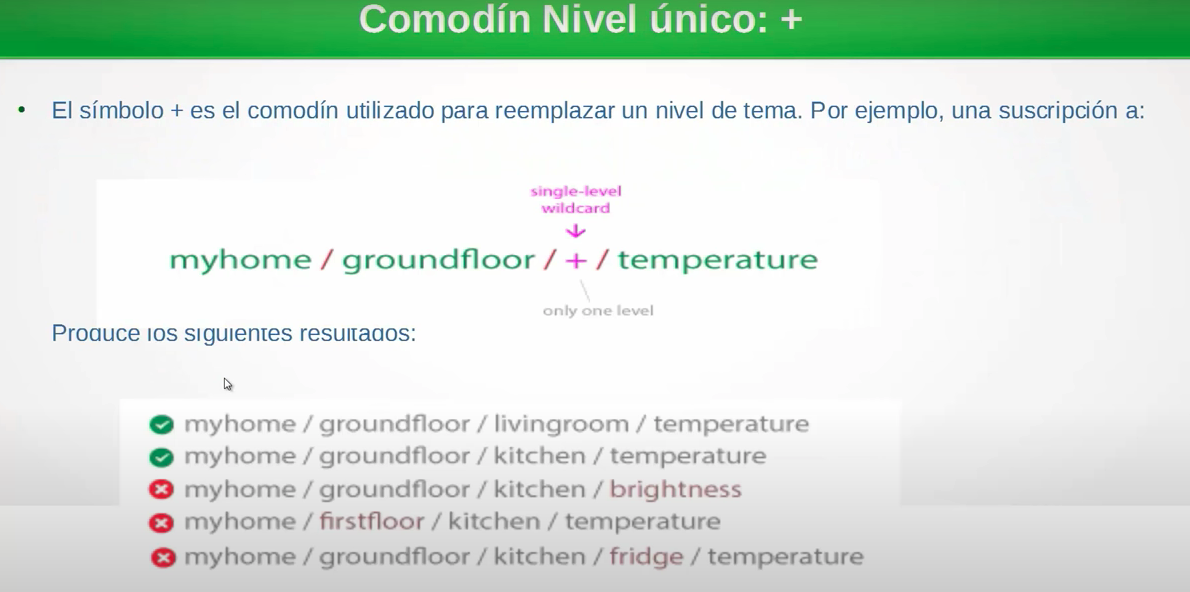 Comodín Nivel único: +
• El símbolo + es el comodín utilizado para reemplazar un nivel de tema. Por ejemplo, una suscripción a:
single-level
wildcard
myhome / groundfloor / + / temperature
only one level
Produce los siguientes resultados:
myhome / groundfloor / livingroom / temperature
myhome / groundfloor / kitchen / temperature
myhome / groundfloor / kitchen / brightness
myhome / firstfloor / kitchen / temperature
myhome / groundfloor / kitchen / fridge / temperature